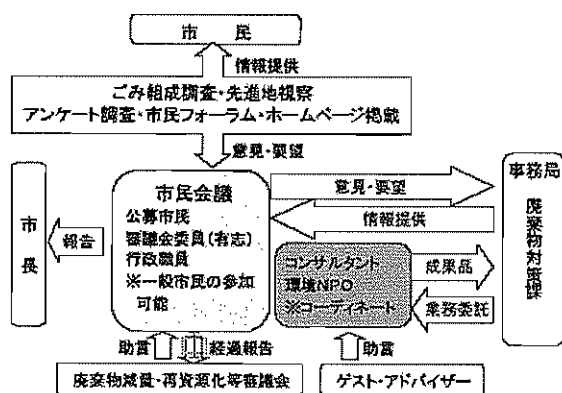 市 民
情報提供
ごみ組成調査・先進地視察
アンケート調査・市民フォーラム・ホームページ掲載
意見・要望
市民会議
公募市民
審議会委員(有志)
行政職員
※一般市民の参加
可能
市長
報告
意見・要望
情報提供
事務局
廃棄物対策課
コンサルタント
環境NPO
※コーディネート
成果品
業務委託
助言
経過報告
助言
廃棄物減量・再資源化等審議会
ゲスト・アドバイザー